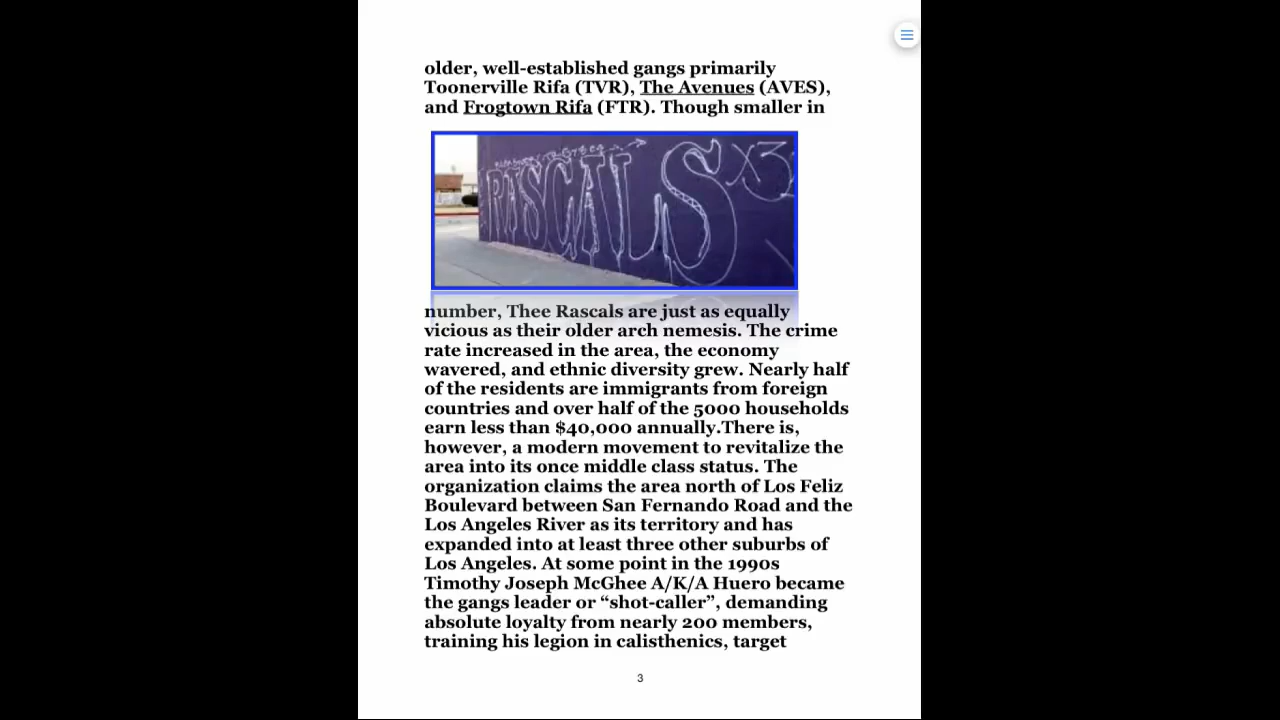 older, well-established gangs primarily
Toonerville Rifa (TVR), The Avenues (AVES),
and Frogtown Rifa (FTR). Though smaller in
RASCALS x3
number, Thee Rascals are just as equally
vicious as their older arch nemesis. The crime
rate increased in the area, the economy
wavered, and ethnic diversity grew. Nearly half
of the residents are immigrants from foreign
countries and over half of the 5000 households
earn less than $40,000 annually.There is,
however, a modern movement to revitalize the
area into its once middle class status. The
organization claims the area north of Los Feliz
Boulevard between San Fernando Road and the
Los Angeles River as its territory and has
expanded into at least three other suburbs of
Los Angeles. At some point in the 1990s
Timothy Joseph McGhee A/K/A Huero became
the gangs leader or “shot-caller”, demanding
absolute loyalty from nearly 200 members,
training his legion in calisthenics, target
3